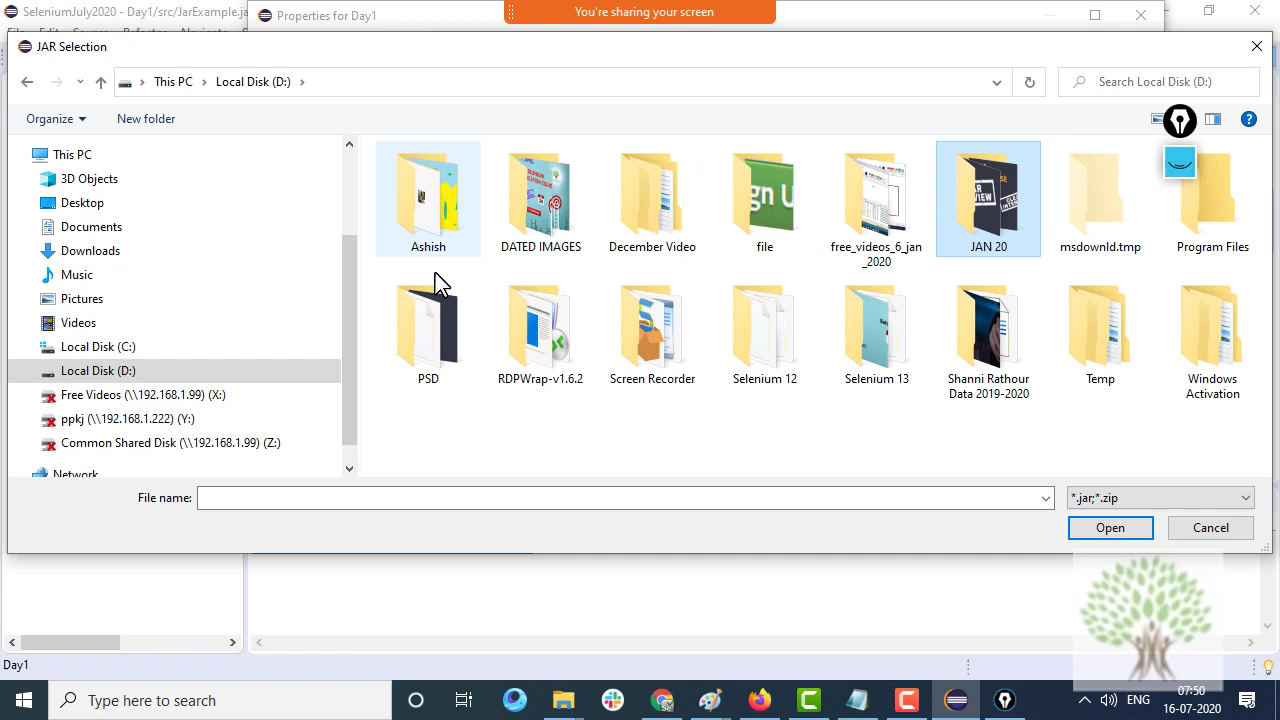 SeleniumJuly2020 - Day1/src/JarExample.ja
Properties for Day1
You're sharing your screen
JAR Selection
This PC
Local Disk (D:)
Search Local Disk (D:)
Organize
New folder
This PC
3D Objects
Desktop
Documents
Downloads
Music
Pictures
Videos
Local Disk (C:)
Local Disk (D:)
Free Videos (\\192.168.1.99) (X:)
ppkj (\\192.168.1.222) (Y:)
Common Shared Disk (\\192.168.1.99) (Z:)
Network
Ashish
DATED IMAGES
December Video
file
free_videos_6_jan
_2020
JAN 20
msdownld.tmp
Program Files
PSD
RDPWrap-v1.6.2
Screen Recorder
Selenium 12
Selenium 13
Shanni Rathour
Data 2019-2020
Temp
Windows
Activation
File name:
*.jar;*.zip
Open
Cancel
Day1
Type here to search
ENG
07:50
16-07-2020